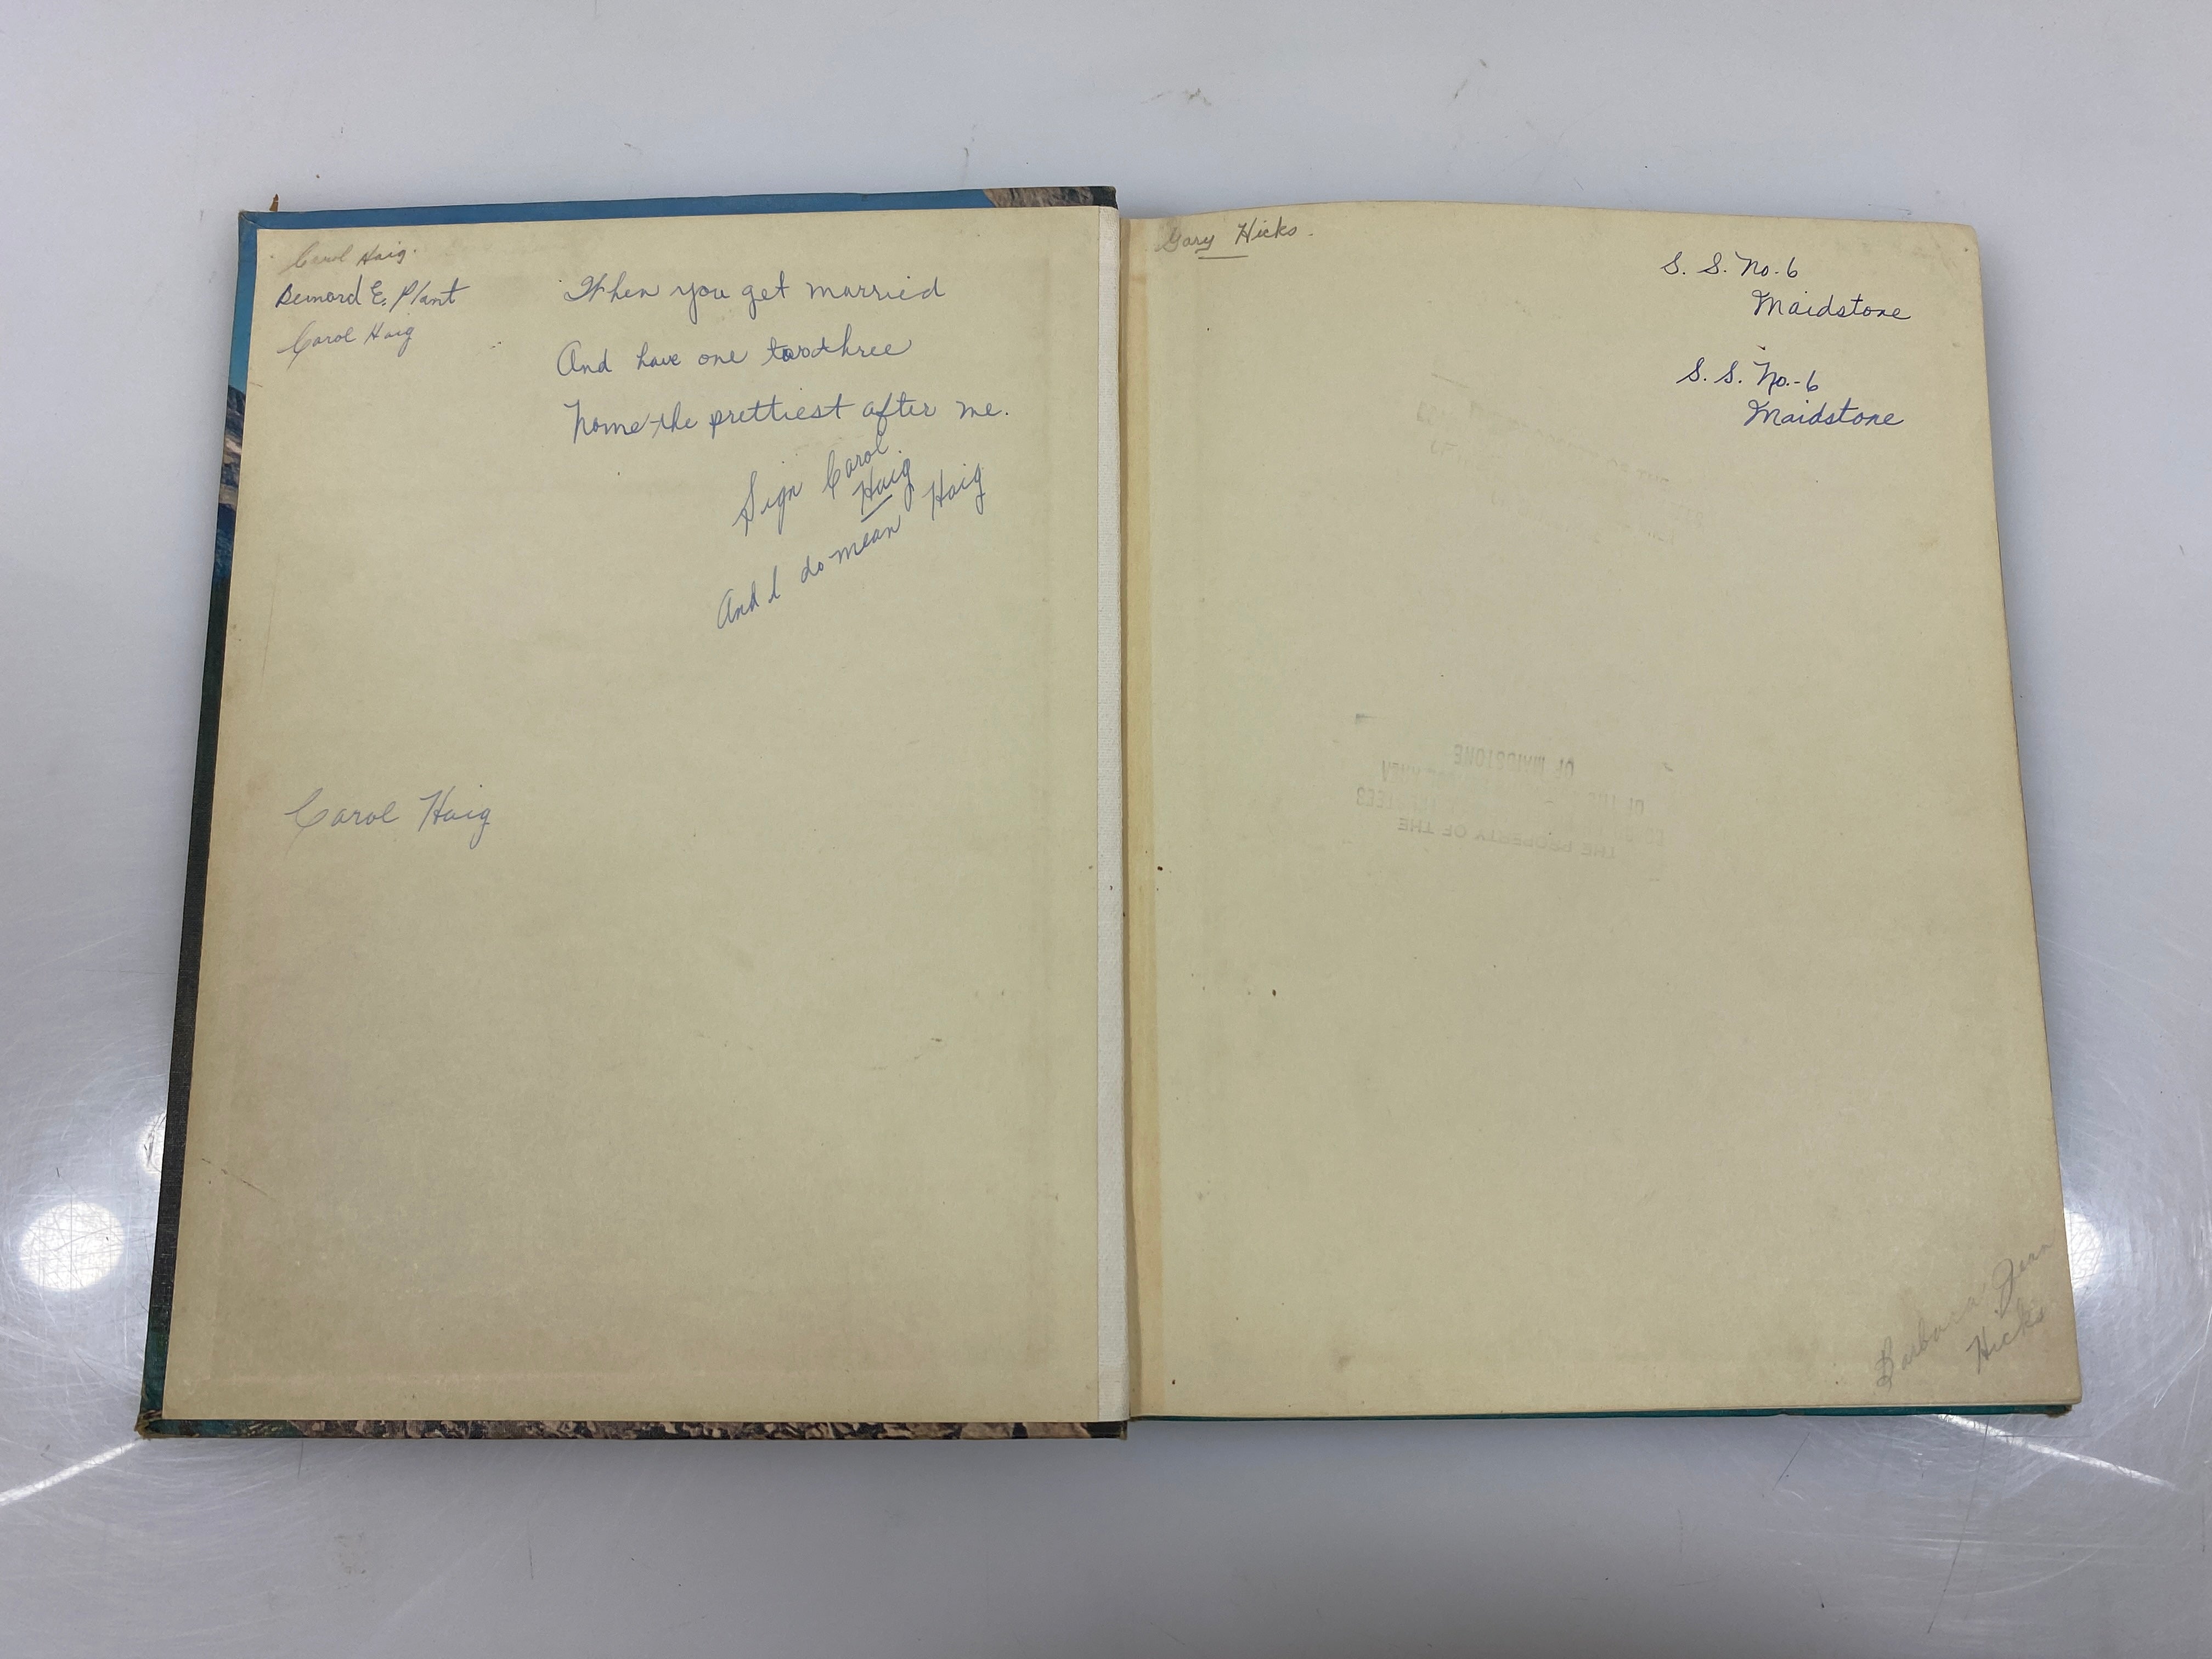 Carol Haig.
Bernard E. Plant
Carol Haig
When you get married
And have one two three
Name the prettiest after me.
Sign Carol
Haig
And I do mean Haig
Carol Haig
Gary Hicks.
S. S. No. 6
Maidstone
S. S. No. - 6
Maidstone
OF MAIDSTONE
OF THE
THE PROPERTY OF THE
Barbara Jean
Hicks